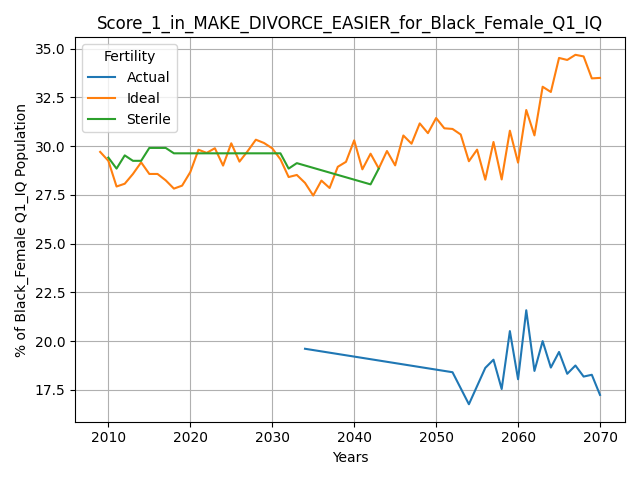 Score_1_in_MAKE_DIVORCE_EASIER_for_Black_Female_Q1_IQ
% of Black_Female Q1_IQ Population
35.0
32.5
30.0
27.5
25.0
22.5
20.0
17.5
Fertility
Actual
Ideal
Sterile
2010 2020 2030 2040 2050 2060 2070
Years